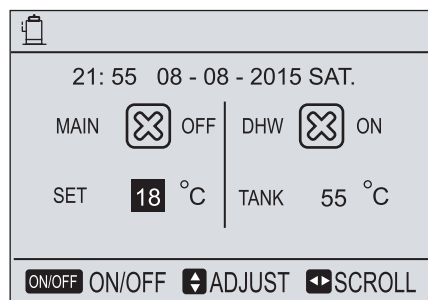 21: 55 08 - 08 - 2015 SAT.
MAIN OFF DHW ON
SET 18 °C TANK 55 °C
ON/OFF ON/OFF ADJUST SCROLL